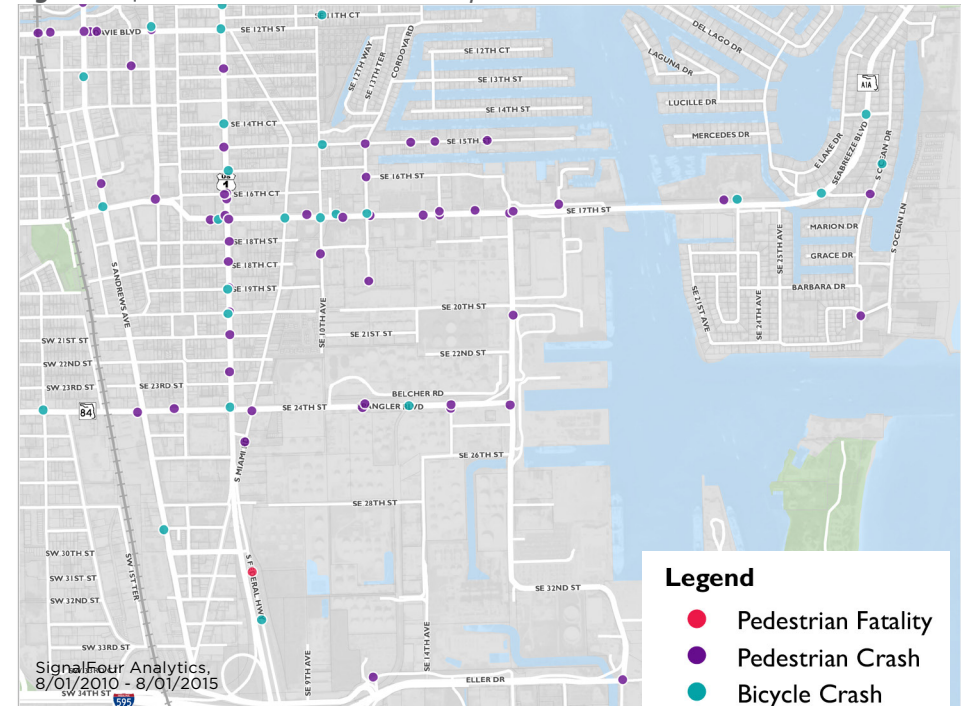 SE 11TH CT
SE 12TH ST
SE 12TH WAY
SE 13TH TER
CORDOVA RD
SE 12TH CT
SE 13TH ST
SE 14TH ST
SE 15TH
DEL LAGO DR
LAGUNA DR
LUCILLE DR
MERCEDES DR
A1A
E LAKE DR
SEABREEZE BLVD
S OCEAN LN
SE 14TH CT
US
1
SE 16TH CT
SE 16TH ST
SE 17TH ST
SE 18TH ST
SE 18TH CT
SE 19TH ST
S ANDREWS AVE
SE 10TH AVE
SE 20TH ST
SE 21ST ST
SE 22ND ST
SE 21ST AVE
SE 24TH AVE
SE 25TH AVE
MARION DR
GRACE DR
BARBARA DR
SW 21ST ST
SW 22ND ST
SW 23RD ST
SE 23RD ST
84
SE 24TH ST
BELCHER RD
SE 26TH ST
S MIAMI
SE 28TH ST
SW 30TH ST
SW 31ST ST
SW 32ND ST
SW 33RD ST
SW 34TH ST
SW 1ST TER
SE 9TH AVE
SE 14TH AVE
SE 32ND ST
ELLER DR
595
SignalFour Analytics,
8/01/2010 - 8/01/2015
Legend
Pedestrian Fatality
Pedestrian Crash
Bicycle Crash